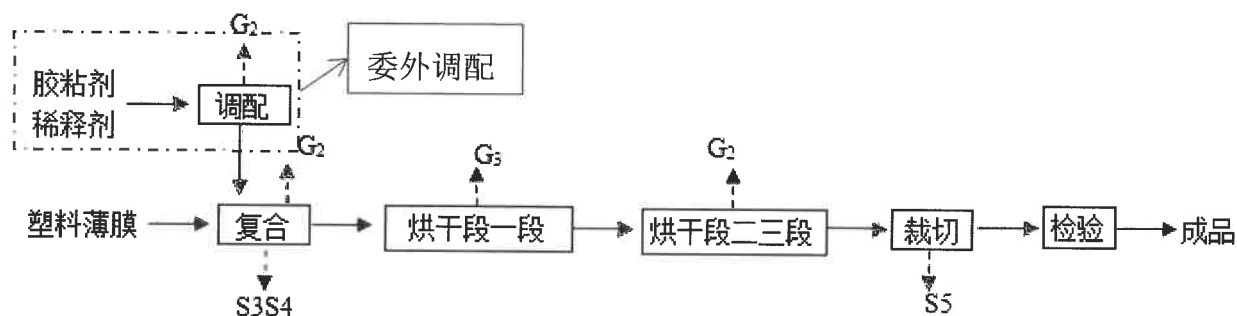 G₂
胶粘剂
稀释剂
调配
委外调配
G₂
G₃
G₂
塑料薄膜
复合
烘干段一段
烘干段二三段
裁切
检验
成品
S3S4
S5